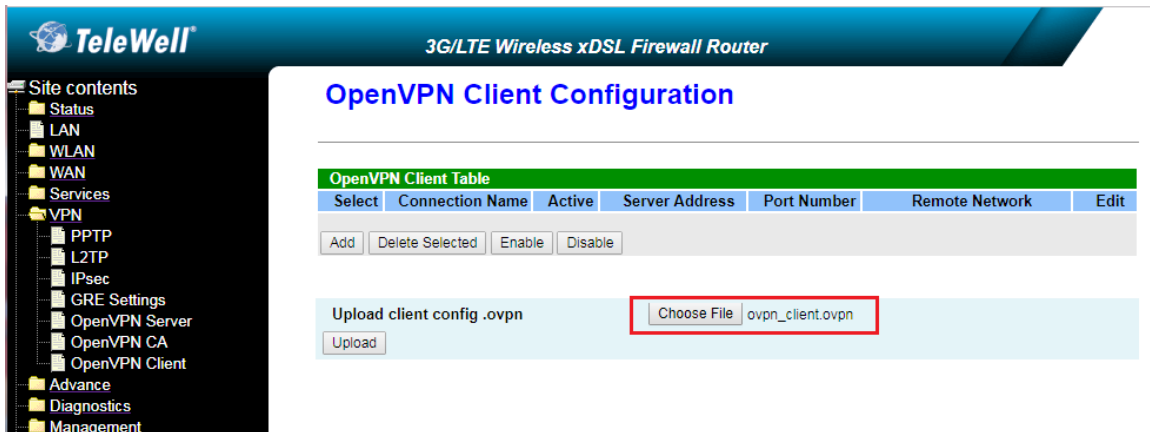 TeleWell®
3G/LTE Wireless xDSL Firewall Router
Site contents
Status
LAN
WLAN
WAN
Services
VPN
PPTP
L2TP
IPsec
GRE Settings
OpenVPN Server
OpenVPN CA
OpenVPN Client
Advance
Diagnostics
Management
OpenVPN Client Configuration
OpenVPN Client Table
Select Connection Name Active Server Address Port Number Remote Network Edit
Add Delete Selected Enable Disable
Upload client config .ovpn Choose File ovpn_client.ovpn
Upload